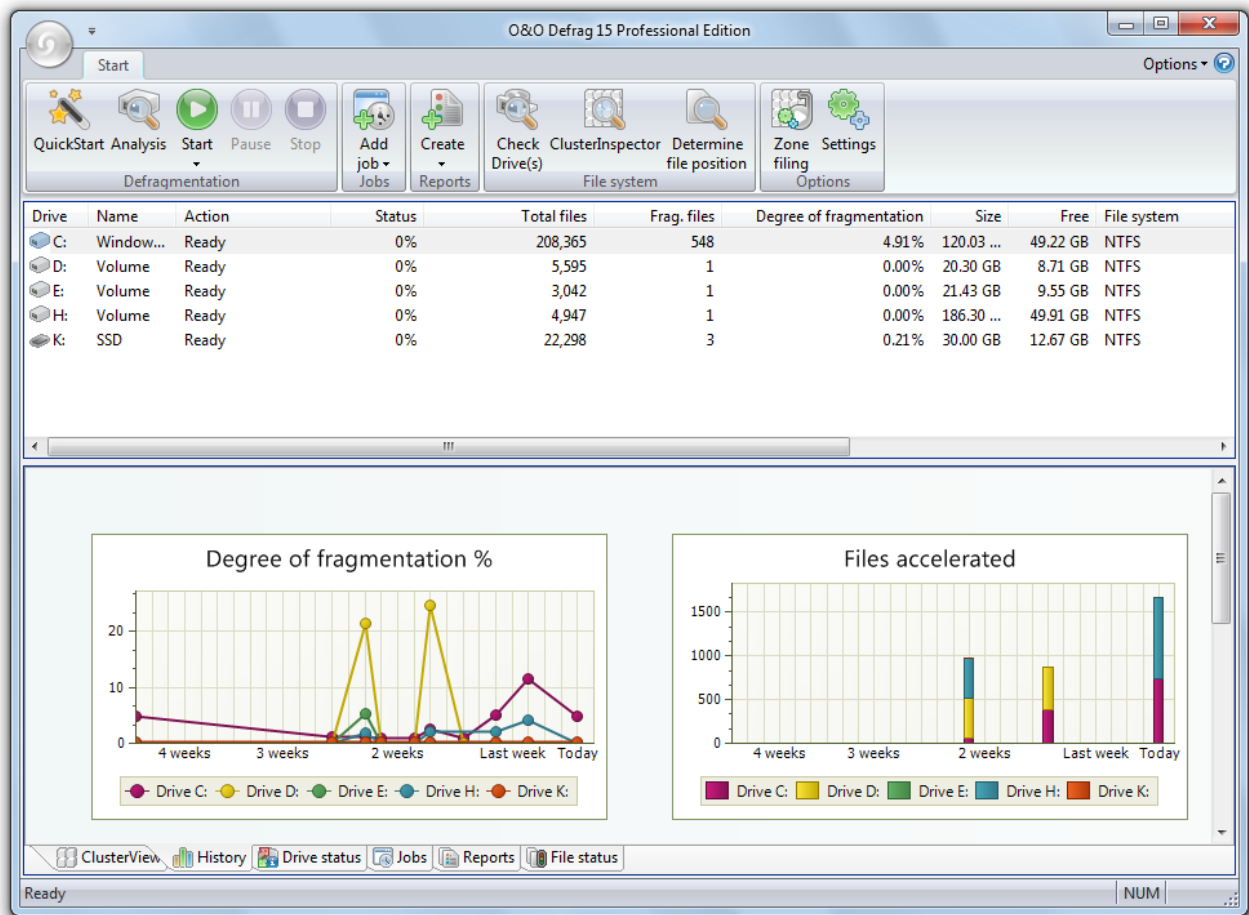 O&O Defrag 15 Professional Edition
Start Options
QuickStart Analysis Start Pause Stop Add job Create Check Drive(s) ClusterInspector Determine file position Zone filing Settings
Defragmentation Jobs Reports File system Options
Drive Name Action Status Total files Frag. files Degree of fragmentation Size Free File system
C: Window... Ready 0% 208,365 548 4.91% 120.03 ... 49.22 GB NTFS
D: Volume Ready 0% 5,595 1 0.00% 20.30 GB 8.71 GB NTFS
E: Volume Ready 0% 3,042 1 0.00% 21.43 GB 9.55 GB NTFS
H: Volume Ready 0% 4,947 1 0.00% 186.30 ... 49.91 GB NTFS
K: SSD Ready 0% 22,298 3 0.21% 30.00 GB 12.67 GB NTFS
Degree of fragmentation %
20
10
0
4 weeks 3 weeks 2 weeks Last week Today
Drive C: Drive D: Drive E: Drive H: Drive K:
Files accelerated
1500
1000
500
0
4 weeks 3 weeks 2 weeks Last week Today
Drive C: Drive D: Drive E: Drive H: Drive K:
ClusterView History Drive status Jobs Reports File status
Ready NUM